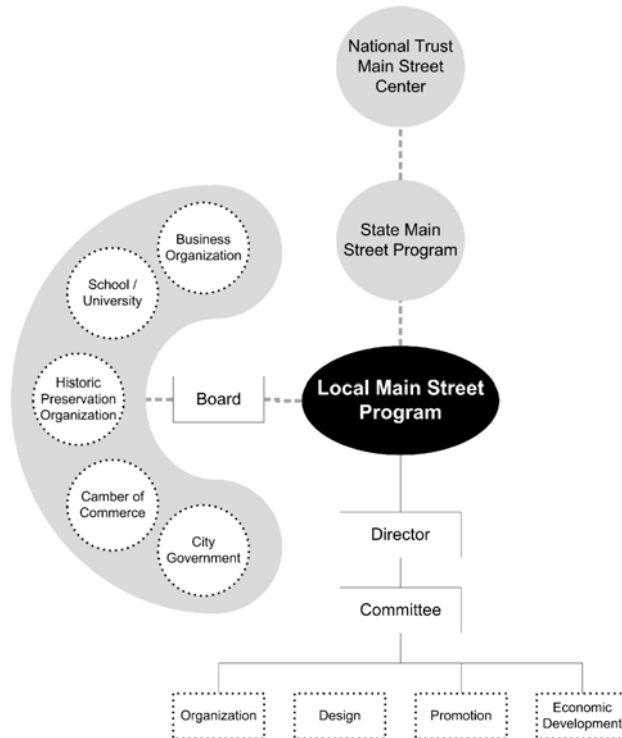 National Trust
Main Street
Center
State Main
Street Program
Business
Organization
School /
University
Historic
Preservation
Organization
Camber of
Commerce
City
Government
Board
Local Main Street
Program
Director
Committee
Organization
Design
Promotion
Economic
Development